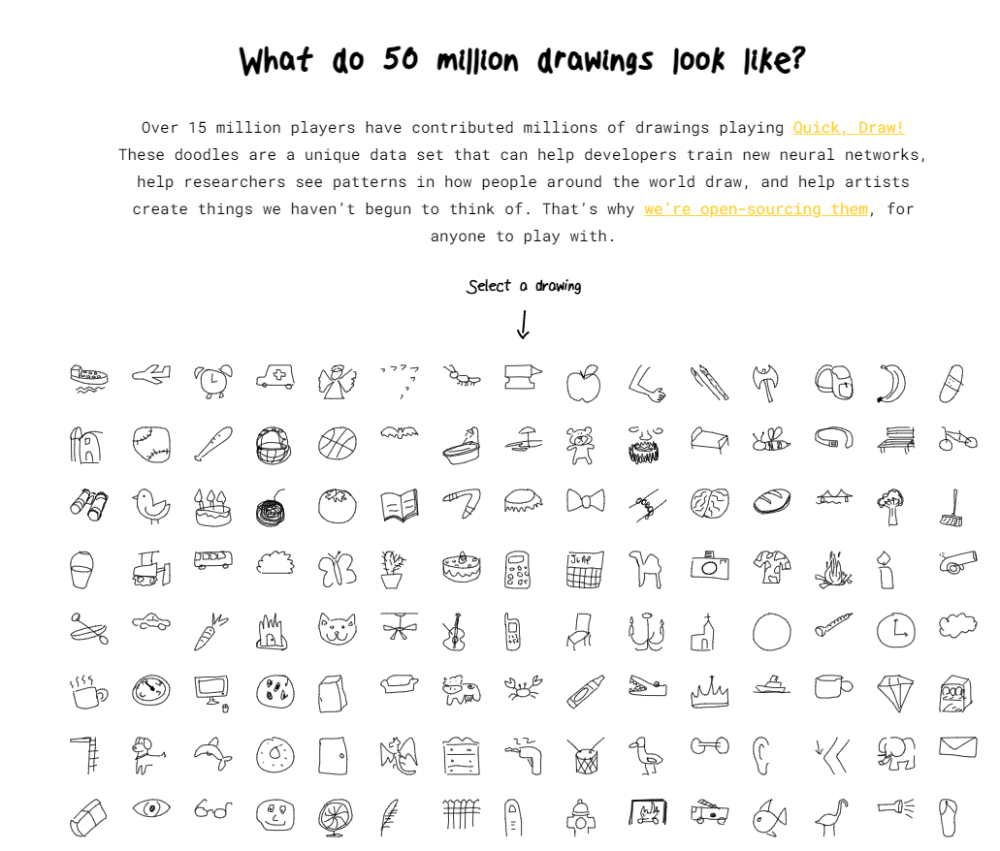 What do 50 million drawings look like?
Over 15 million players have contributed millions of drawings playing Quick, Draw!
These doodles are a unique data set that can help developers train new neural networks,
help researchers see patterns in how people around the world draw, and help artists
create things we haven’t begun to think of. That’s why we’re open-sourcing them, for
anyone to play with.
Select a drawing
June